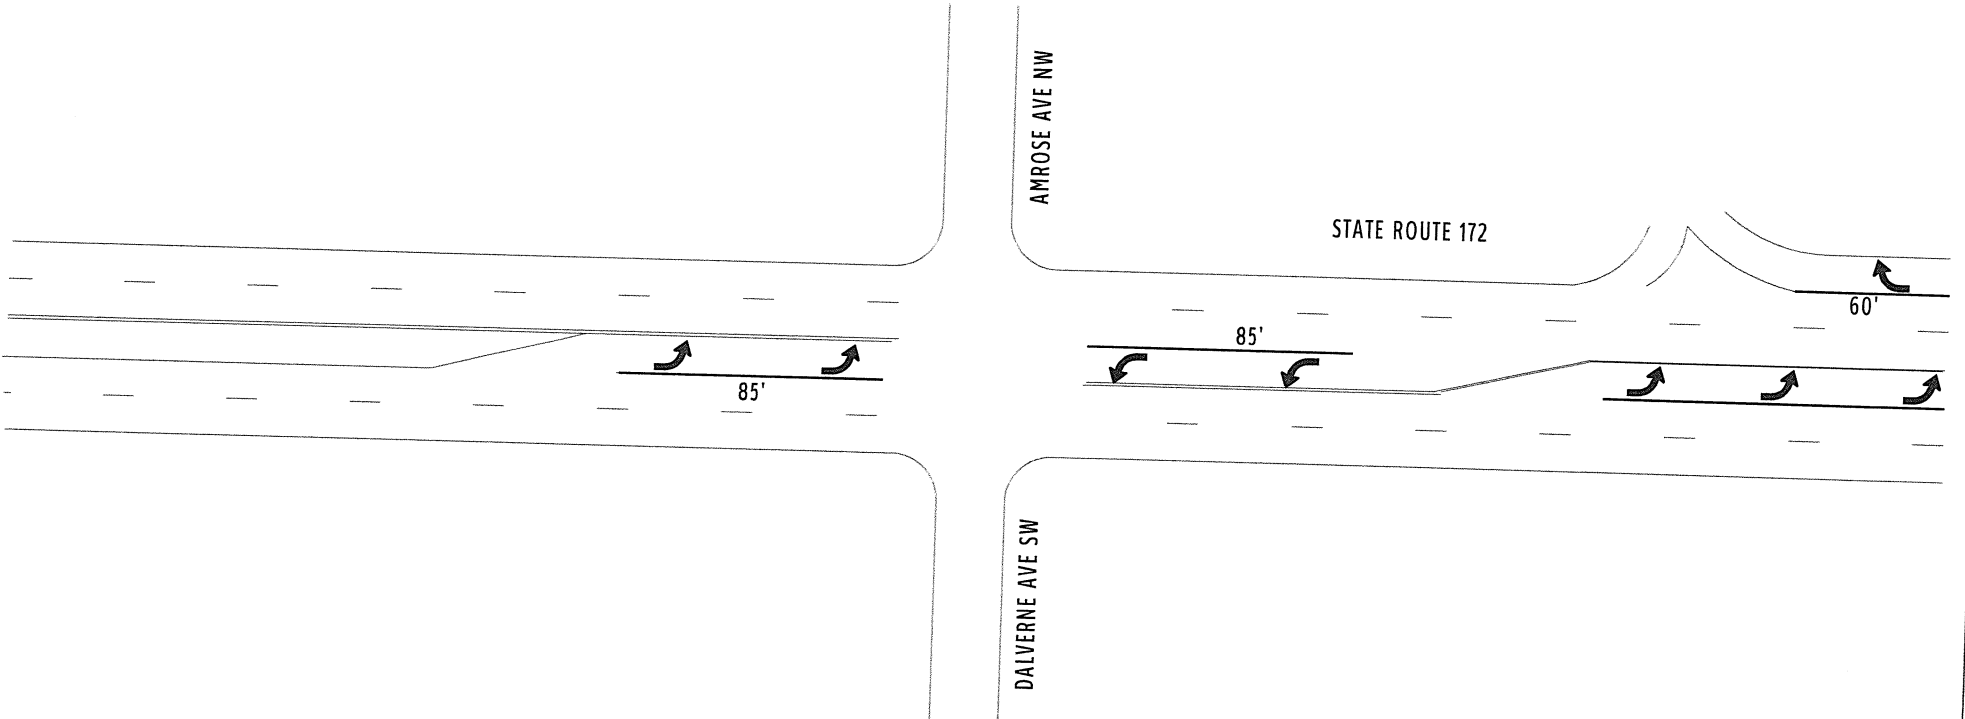 AMROSE AVE NW
STATE ROUTE 172
60'
85'
85'
DALVERNE AVE SW